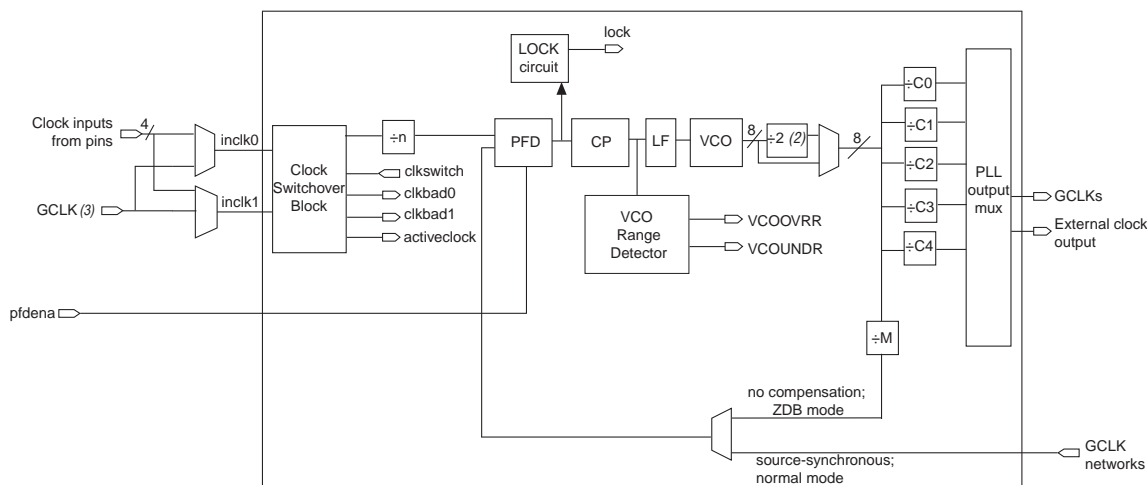 lock
LOCK
circuit
Clock inputs
from pins
4
inclk0
÷n
PFD
CP
LF
VCO
8
÷2 (2)
8
÷C0
÷C1
÷C2
÷C3
÷C4
PLL
output
mux
Clock
Switchover
Block
clkswitch
clkbad0
clkbad1
activeclock
GCLK (3)
inclk1
VCO
Range
Detector
VCOOVRR
VCOUNDR
GCLKs
External clock
output
pfdena
÷M
no compensation;
ZDB mode
source-synchronous;
normal mode
GCLK
networks